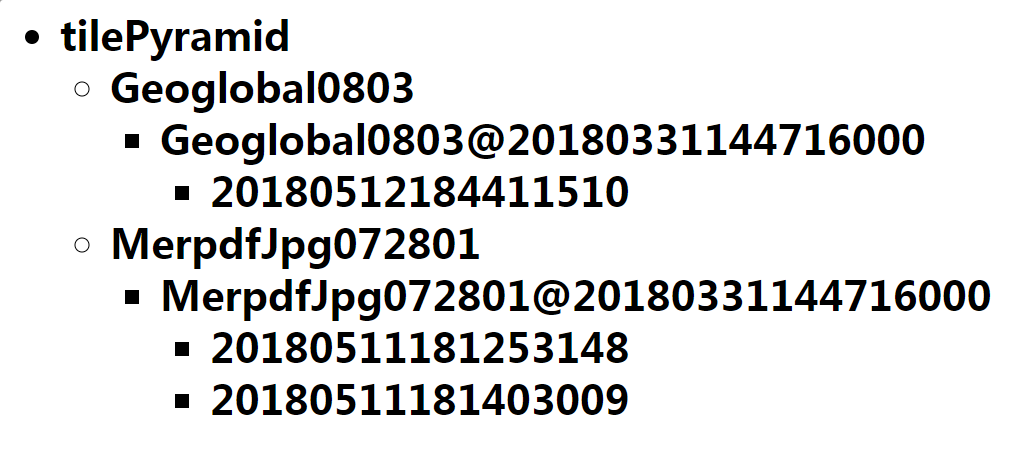 tilePyramid
Geoglobal0803
Geoglobal0803@20180331144716000
20180512184411510
MerpdfJpg072801
MerpdfJpg072801@20180331144716000
20180511181253148
20180511181403009